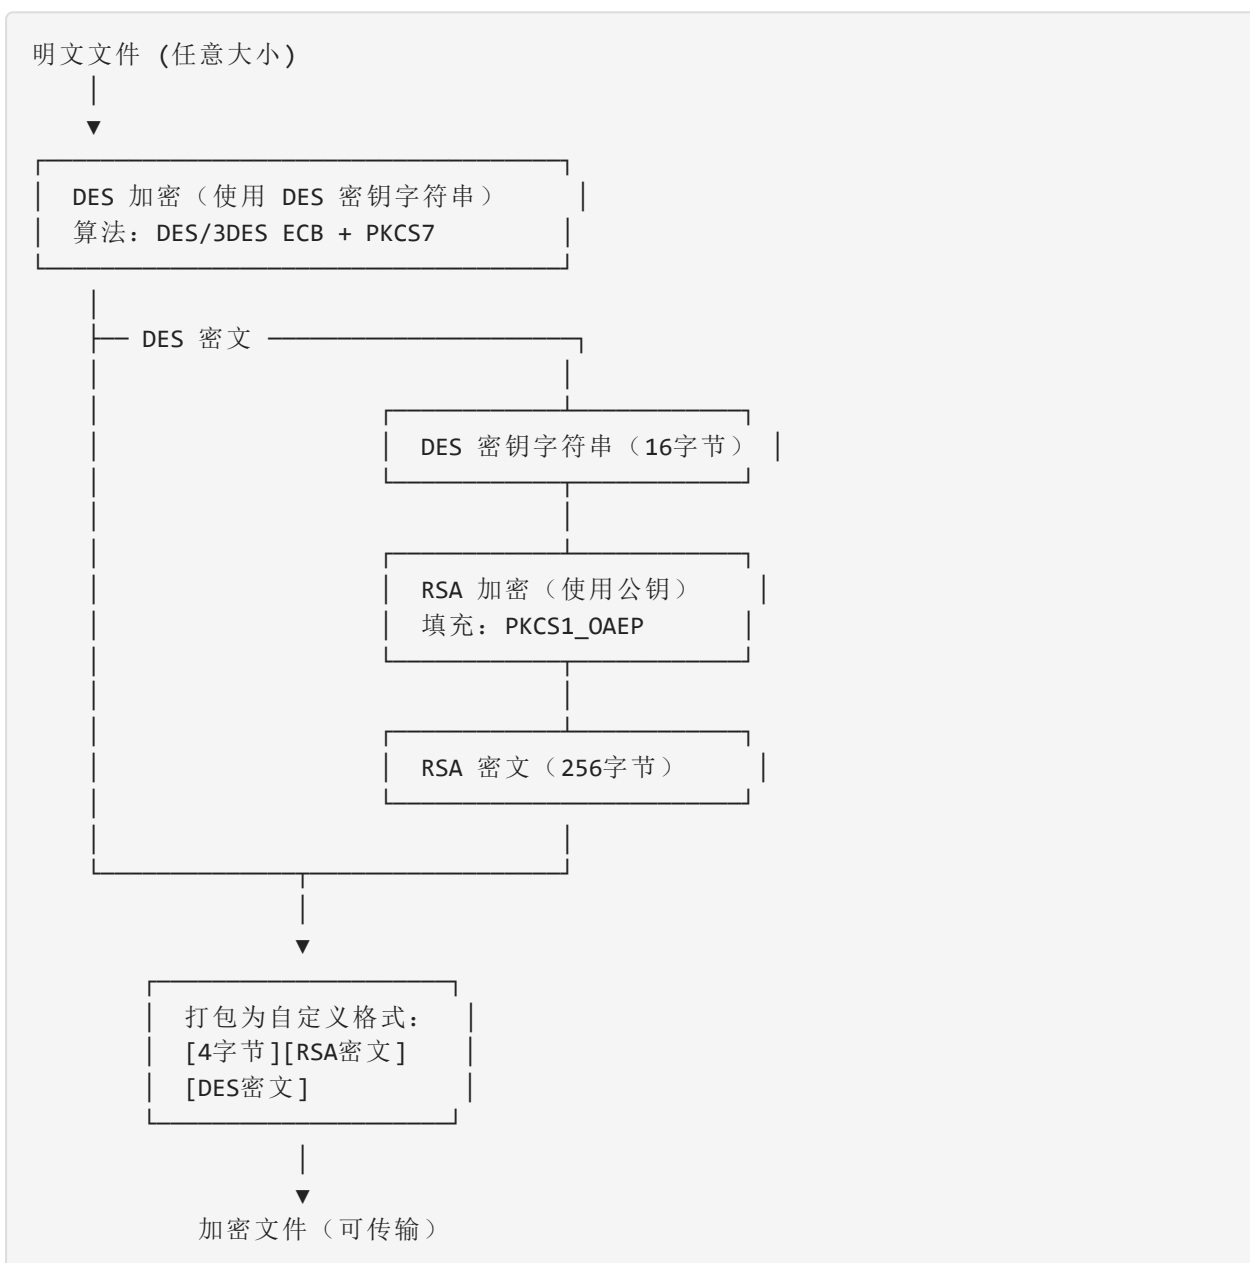 明文文件 (任意大小)
DES 加密（使用 DES 密钥字符串）
算法：DES/3DES ECB + PKCS7
DES 密文
DES 密钥字符串（16字节）
RSA 加密（使用公钥）
填充：PKCS1_OAEP
RSA 密文（256字节）
打包为自定义格式：
[4字节][RSA密文]
[DES密文]
加密文件（可传输）